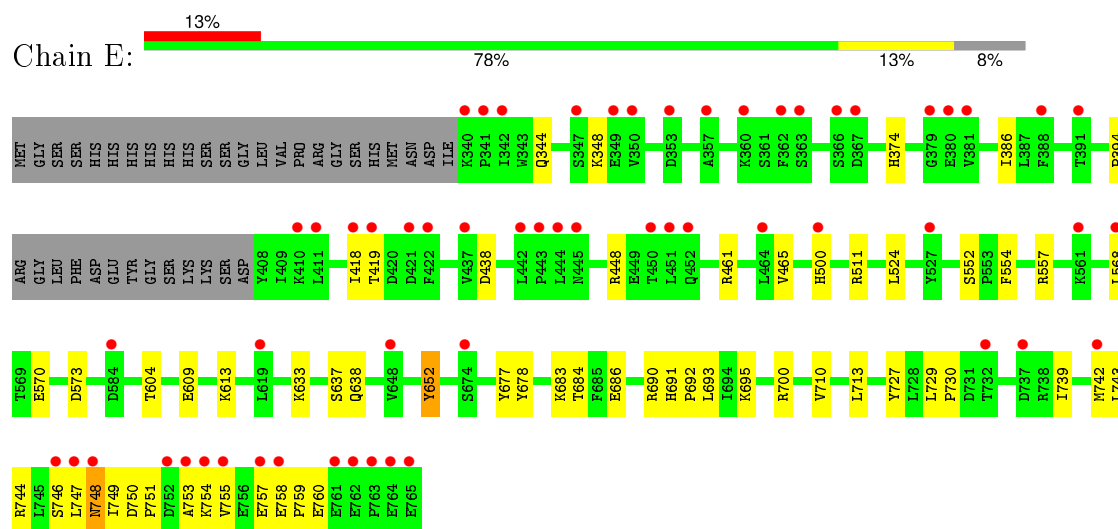 13%
Chain E:
78%
13%
8%
MET GLY SER SER HIS HIS HIS HIS HIS HIS SER SER GLY LEU VAL PRO ARG GLY SER HIS MET ASN ASP ILE K340 P341 I342 W343 Q344 S347 K348 E349 V350 D353 A357 K360 S361 F362 S363 S366 D367 H374 G379 E380 V381 I386 L387 F388 T391 P394
ARG GLY LEU PHE ASP GLU TYR GLY SER LYS LYS SER ASP Y408 I409 K410 L411 I418 T419 D420 D421 F422 V437 D438 L442 P443 L444 N445 R448 E449 T450 L451 Q452 R461 L464 V465 H500 R511 L524 Y527 S552 P553 F554 R557 K561 L568
T569 E570 D573 D584 T604 E609 K613 L619 K633 S637 Q638 V648 Y652 S674 Y677 Y678 K683 T684 F685 E686 R690 H691 P692 L693 I694 K695 R700 V710 L713 Y727 L728 L729 P730 D731 T732 D737 R738 I739 M742 L743
R744 L745 S746 L747 N748 I749 D750 P751 D752 A753 K754 V755 E756 E757 E758 P759 E760 E761 E762 P763 E764 E765